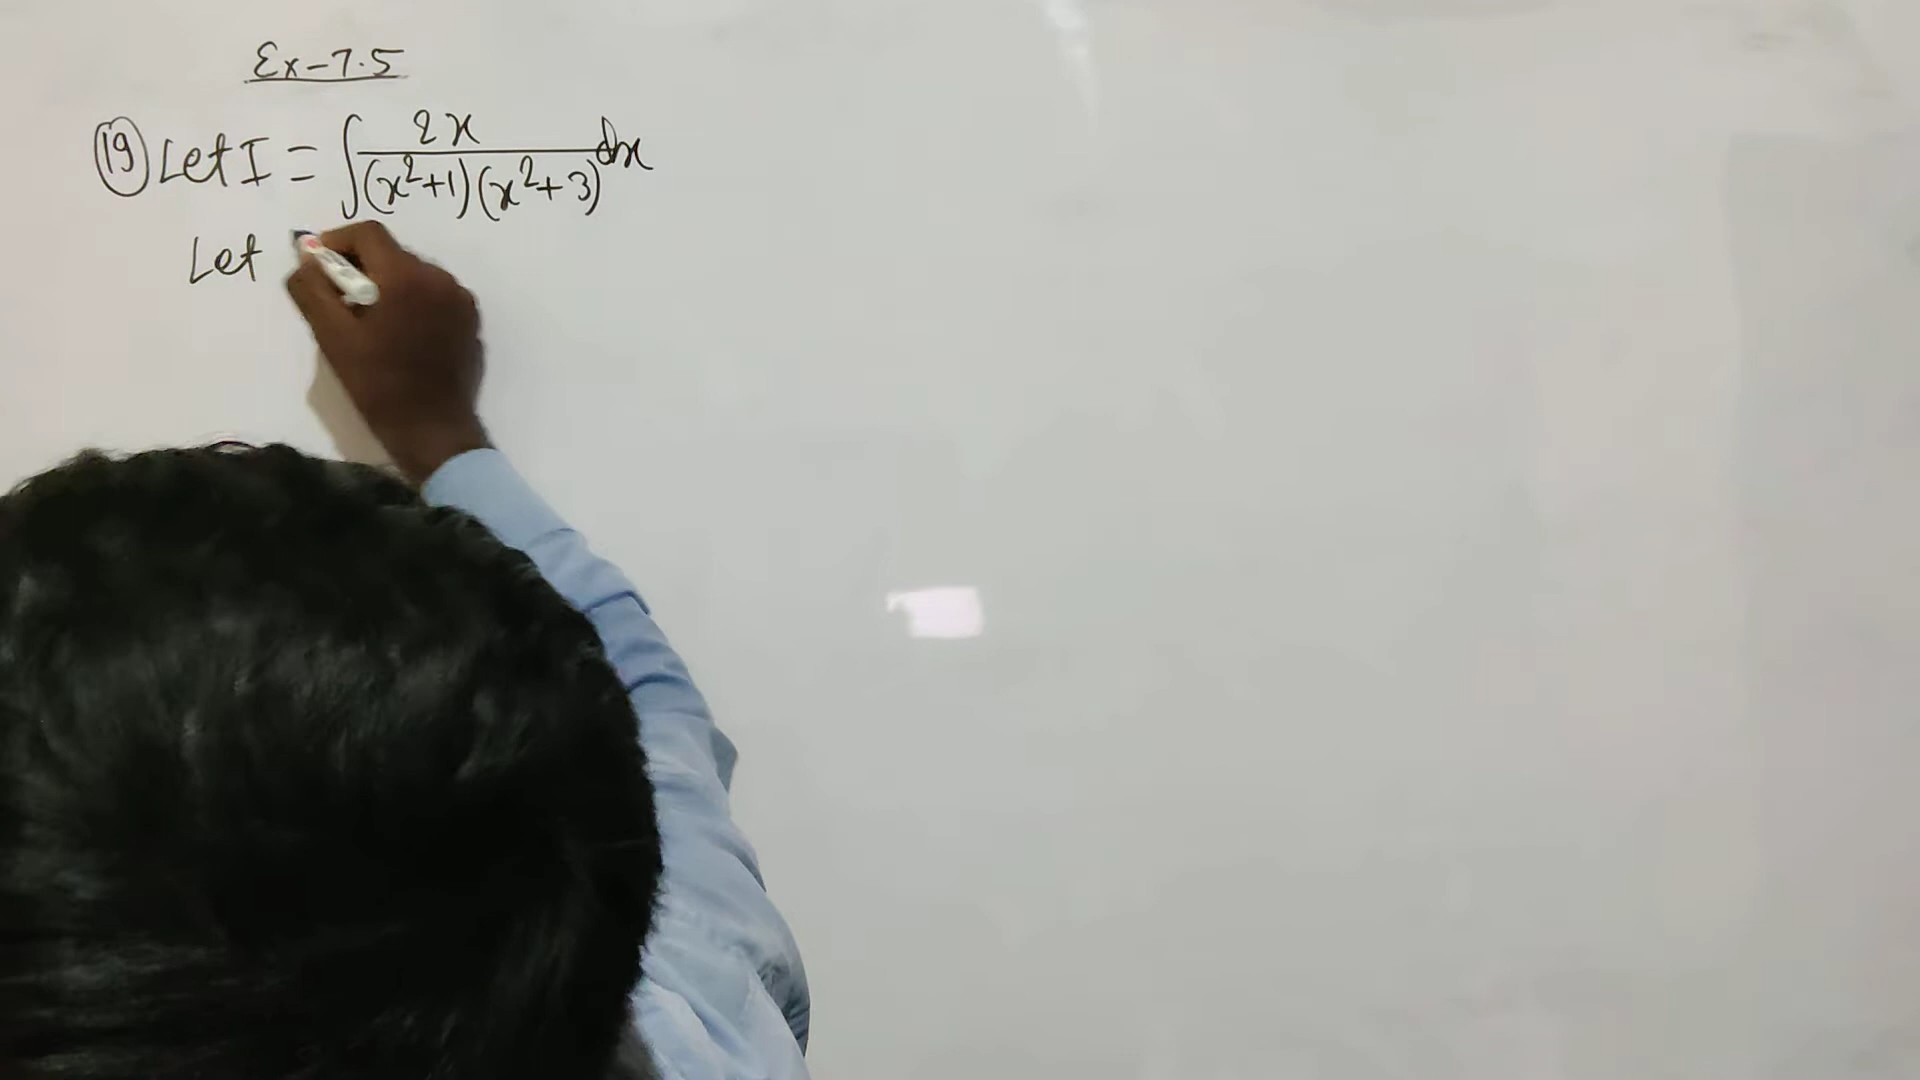 Ex-7.5
(19) Let I = ∫ 2x / (x²+1)(x²+3) dx
Let